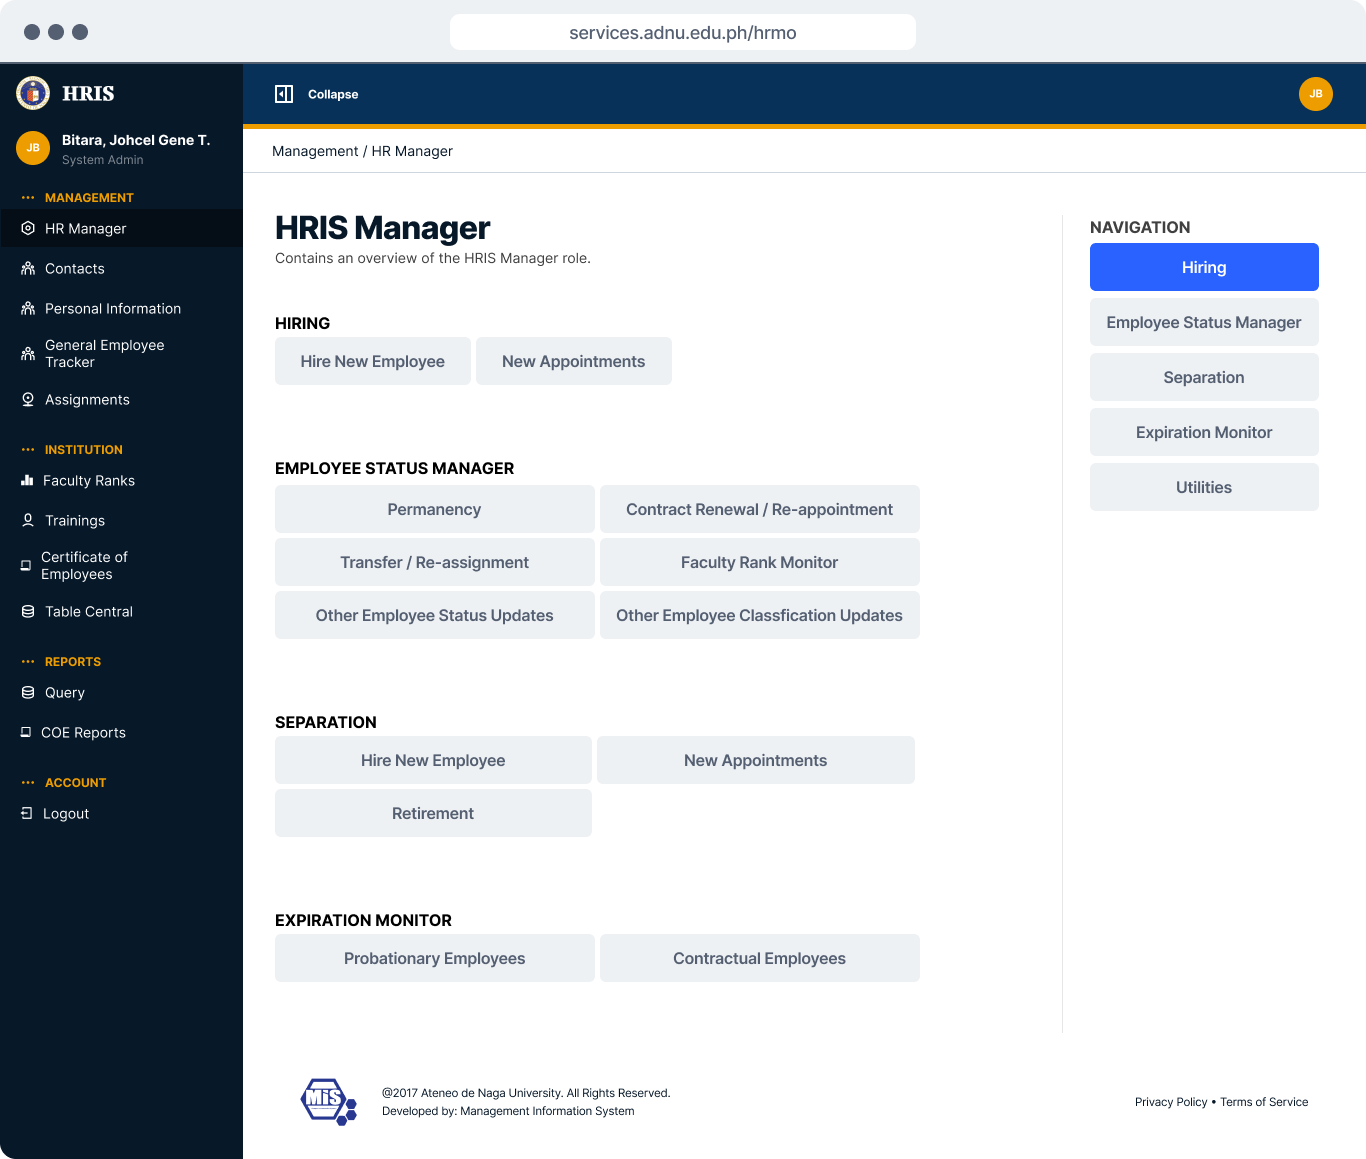 services.adnu.edu.ph/hrmo
HRIS
Collapse
JB
JB
Bitara, Johcel Gene T.
System Admin
MANAGEMENT
HR Manager
Contacts
Personal Information
General Employee
Tracker
Assignments
INSTITUTION
Faculty Ranks
Trainings
Certificate of
Employees
Table Central
REPORTS
Query
COE Reports
ACCOUNT
Logout
Management / HR Manager
HRIS Manager
Contains an overview of the HRIS Manager role.
HIRING
Hire New Employee
New Appointments
EMPLOYEE STATUS MANAGER
Permanency
Contract Renewal / Re-appointment
Transfer / Re-assignment
Faculty Rank Monitor
Other Employee Status Updates
Other Employee Classfication Updates
SEPARATION
Hire New Employee
New Appointments
Retirement
EXPIRATION MONITOR
Probationary Employees
Contractual Employees
NAVIGATION
Hiring
Employee Status Manager
Separation
Expiration Monitor
Utilities
MiS
@2017 Ateneo de Naga University. All Rights Reserved.
Developed by: Management Information System
Privacy Policy • Terms of Service